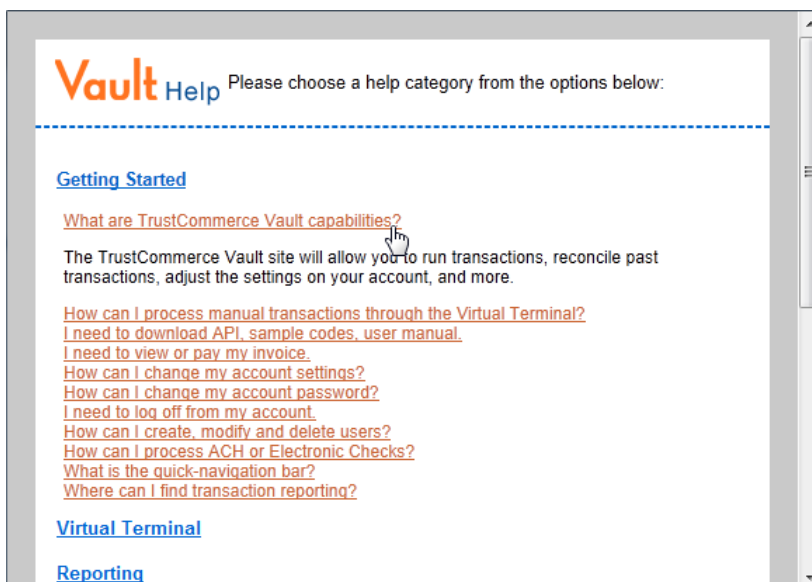 Vault Help Please choose a help category from the options below:
Getting Started
What are TrustCommerce Vault capabilities?
The TrustCommerce Vault site will allow you to run transactions, reconcile past
transactions, adjust the settings on your account, and more.
How can I process manual transactions through the Virtual Terminal?
I need to download API, sample codes, user manual.
I need to view or pay my invoice.
How can I change my account settings?
How can I change my account password?
I need to log off from my account.
How can I create, modify and delete users?
How can I process ACH or Electronic Checks?
What is the quick-navigation bar?
Where can I find transaction reporting?
Virtual Terminal
Reporting